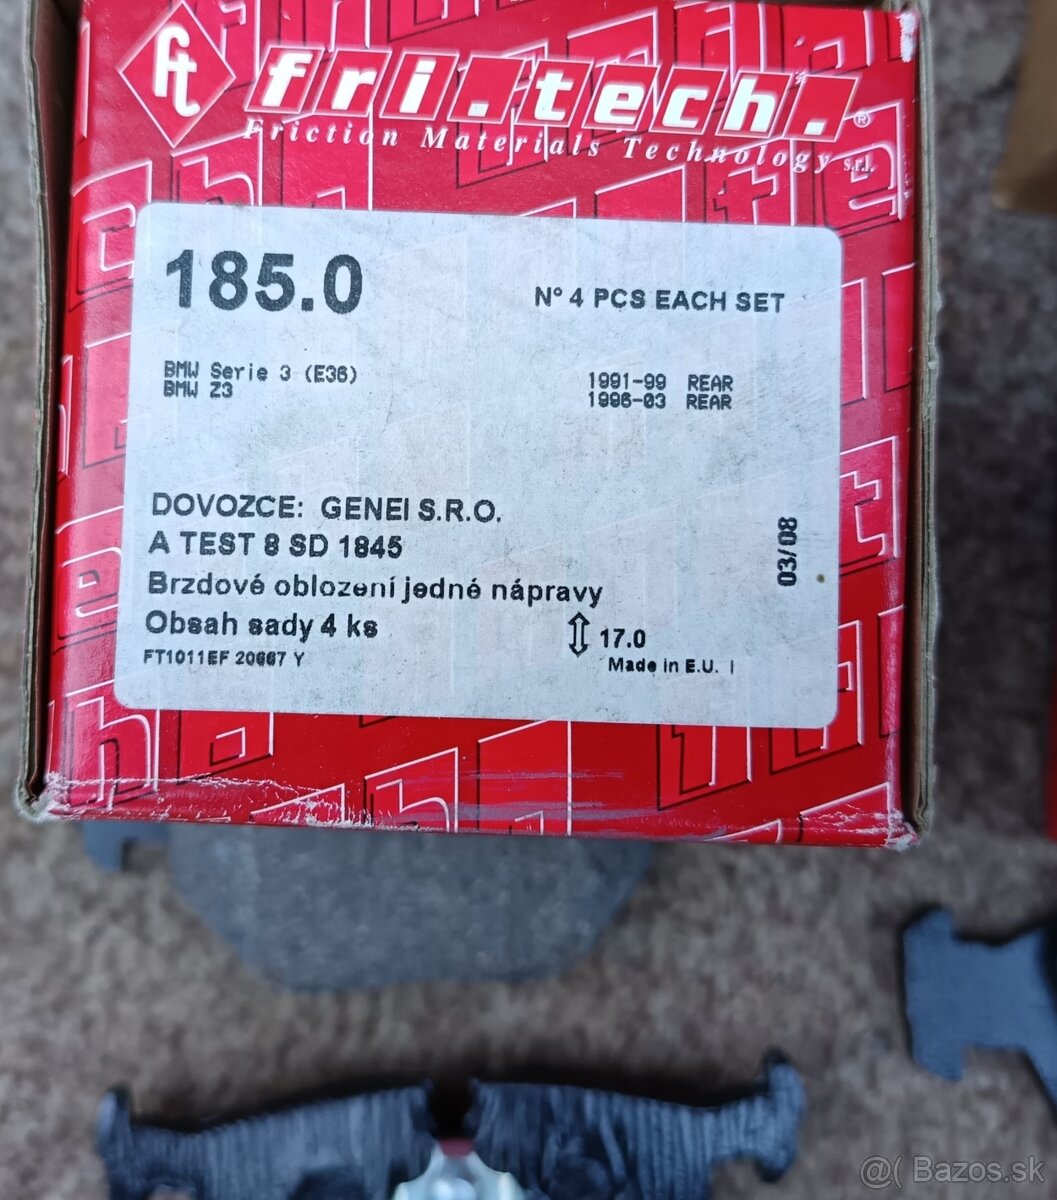 ft fri.tech. ®
Friction Materials Technology s.r.l.
185.0
N° 4 PCS EACH SET
BMW Serie 3 (E36) 1991-99 REAR
BMW Z3 1996-03 REAR
DOVOZCE: GENEI S.R.O.
A TEST 8 SD 1845
03/08
Brzdové oblození jedné nápravy
Obsah sady 4 ks
17.0
FT1011EF 20667 Y
Made in E.U. I
@( Bazos.sk